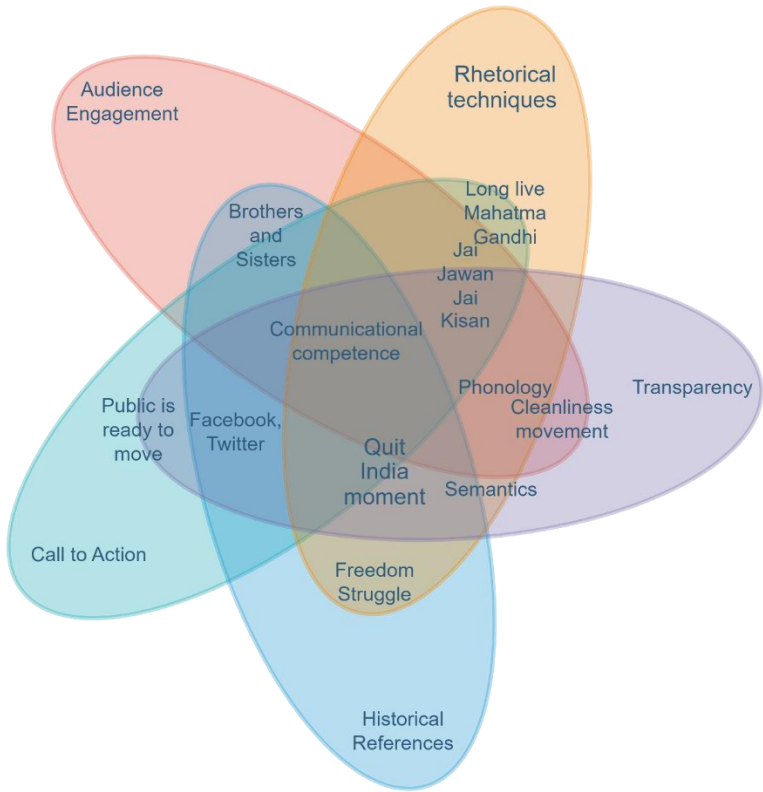 Rhetorical
techniques
Audience
Engagement
Long live
Mahatma
Gandhi
Brothers
and
Sisters
Jai
Jawan
Jai
Kisan
Communicational
competence
Phonology
Transparency
Cleanliness
movement
Public is
ready to
move
Facebook,
Twitter
Quit
India
moment
Semantics
Call to Action
Freedom
Struggle
Historical
References